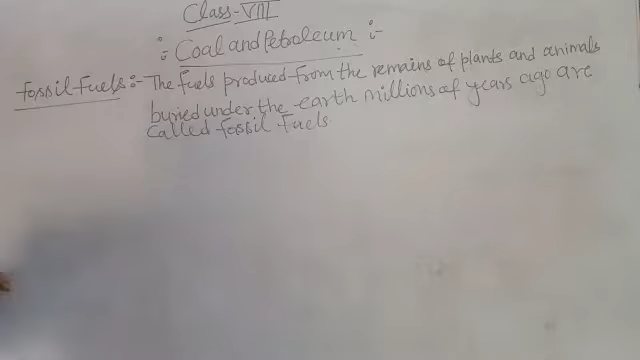 Class-VIII
:- Coal and Petroleum :-
fossil fuels :- The fuels produced from the remains of plants and animals
buried under the earth millions of years ago are
called fossil fuels